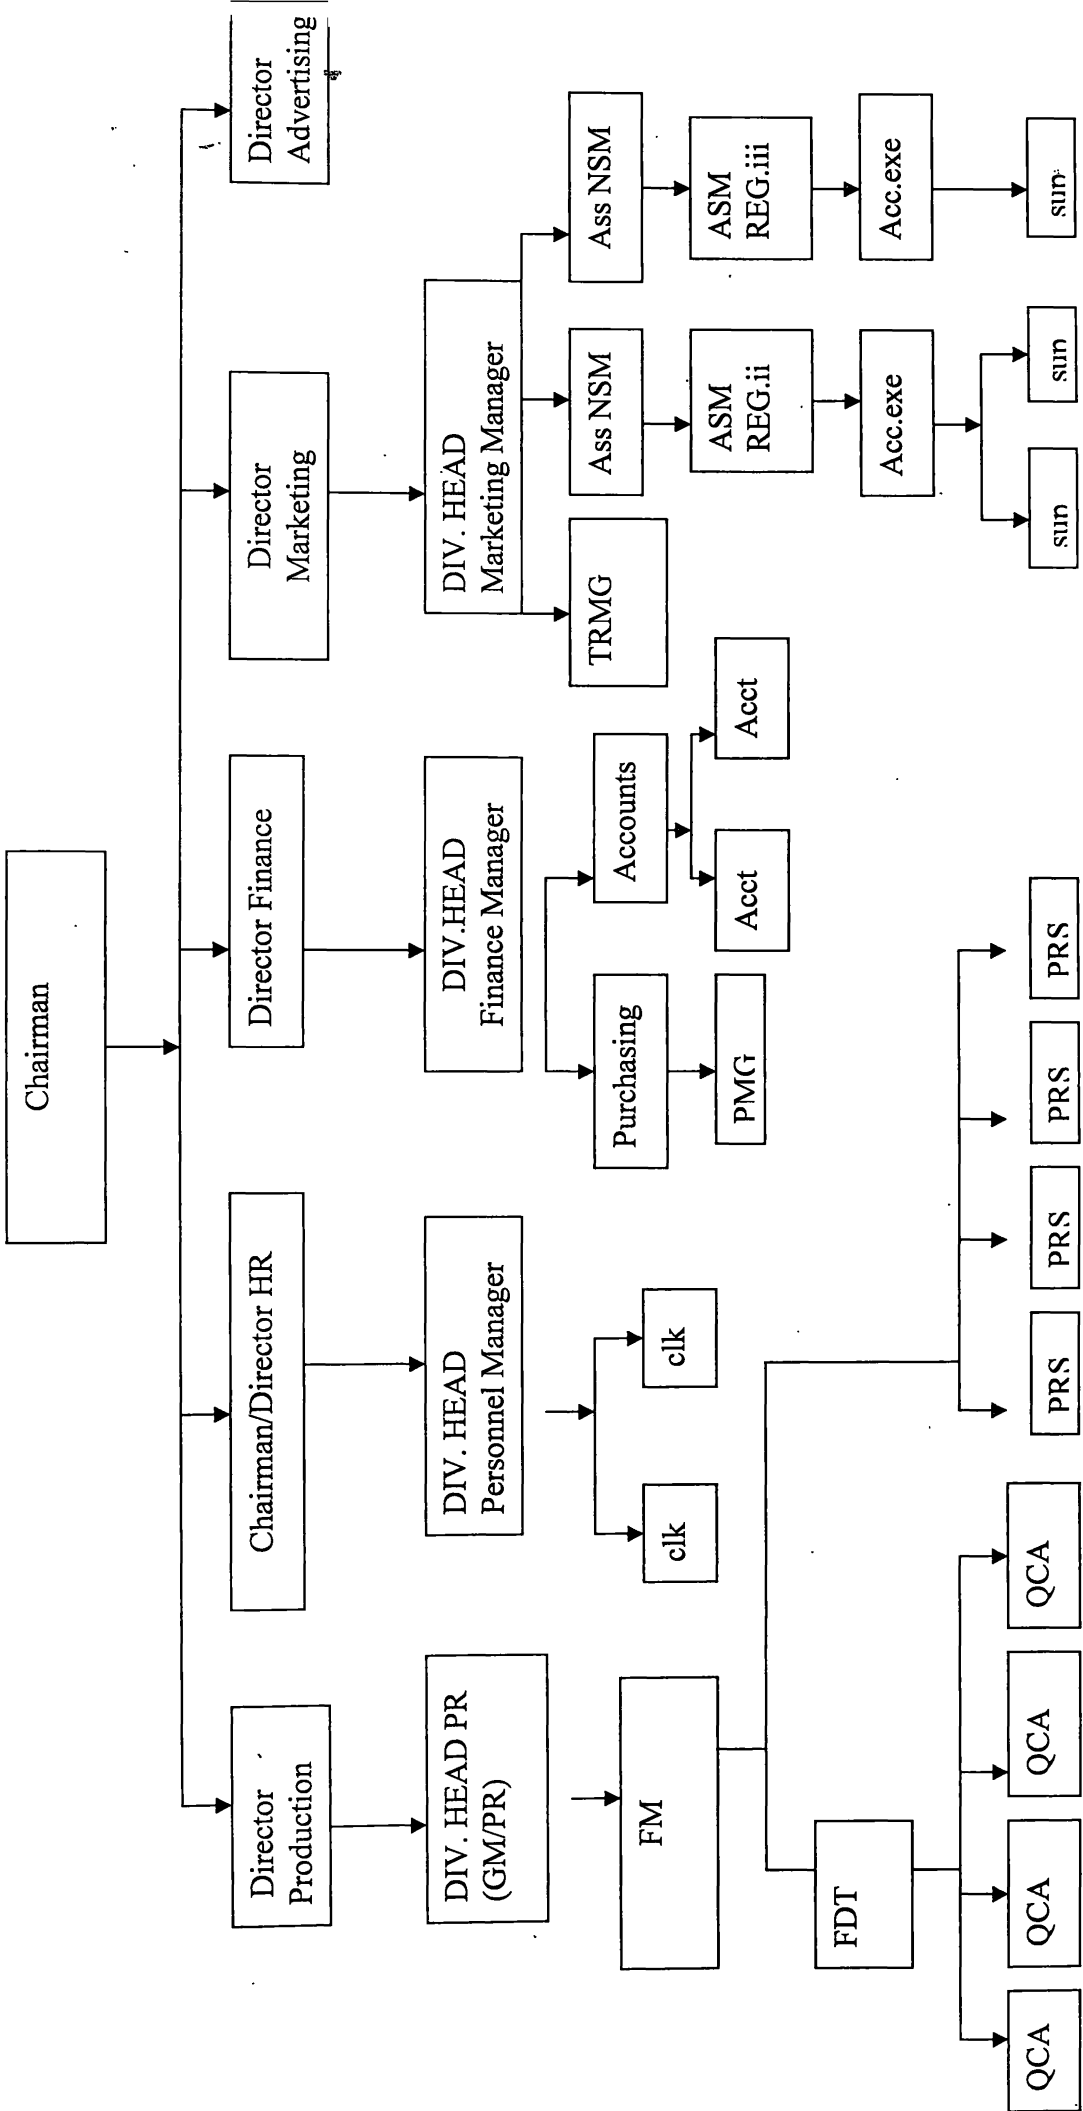 Chairman
Director
Production
Chairman/Director HR
Director Finance
Director
Marketing
Director
Advertising
DIV. HEAD PR
(GM/PR)
DIV. HEAD
Personnel Manager
DIV.HEAD
Finance Manager
DIV. HEAD
Marketing Manager
FM
clk
clk
Purchasing
Accounts
TRMG
Ass NSM
Ass NSM
PMG
Acct
Acct
ASM
REG.ii
ASM
REG.iii
FDT
Acc.exe
Acc.exe
QCA
QCA
QCA
QCA
PRS
PRS
PRS
PRS
sun
sun
sun